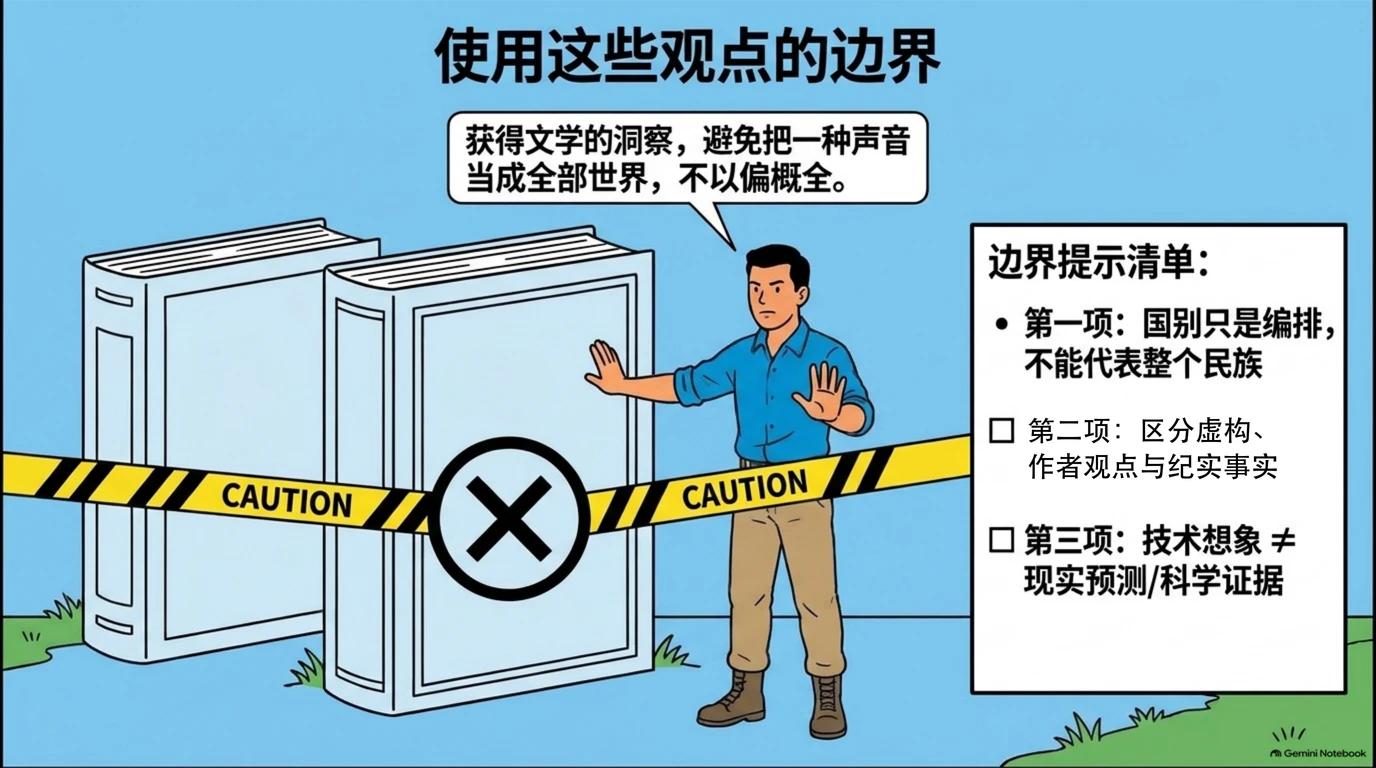 使用这些观点的边界
获得文学的洞察，避免把一种声音
当成全部世界，不以偏概全。
边界提示清单：
• 第一项：国别只是编排，
不能代表整个民族
☐ 第二项：区分虚构、
作者观点与纪实事实
☐ 第三项：技术想象 ≠
现实预测/科学证据
CAUTION
CAUTION
Gemini Notebook